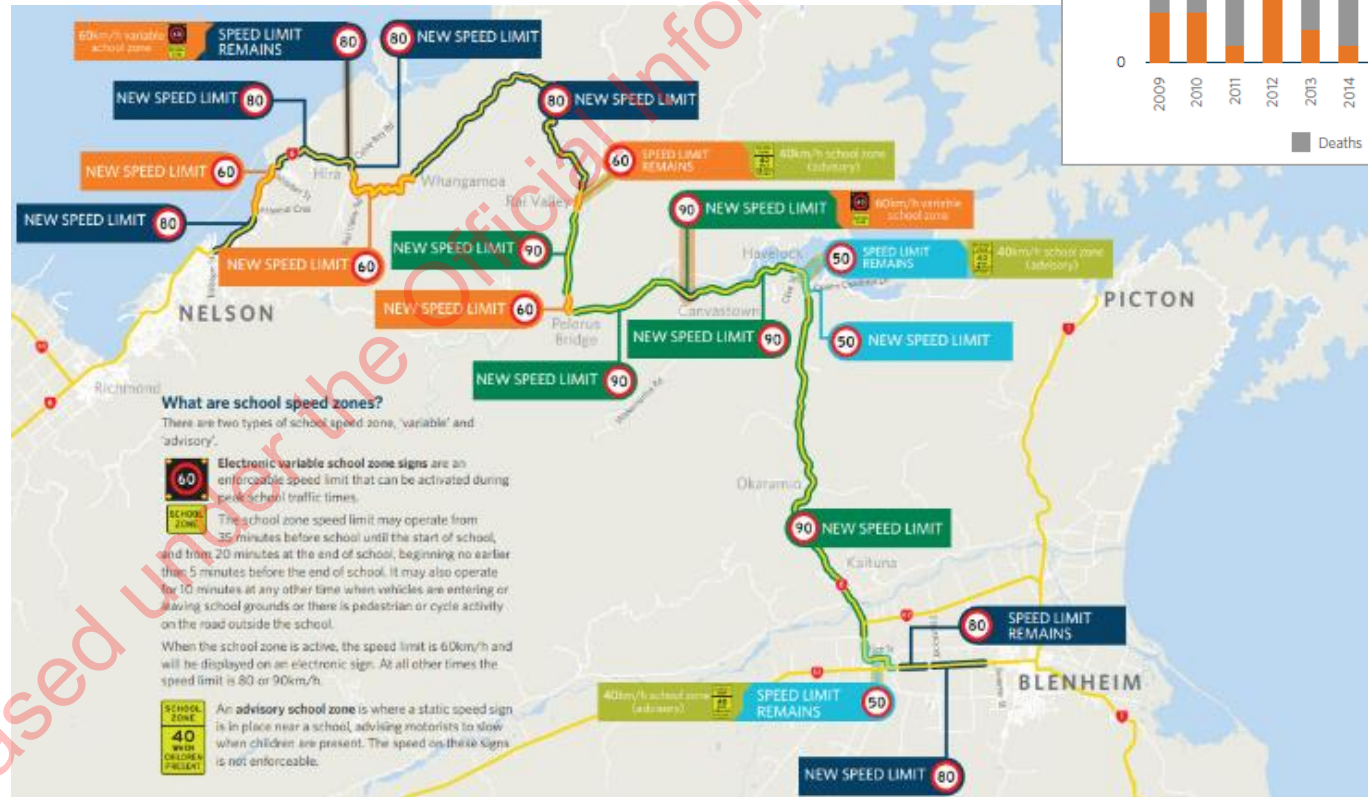 60km/h variable
school zone
SPEED LIMIT
REMAINS
80
80 NEW SPEED LIMIT
NEW SPEED LIMIT 80
80 NEW SPEED LIMIT
NEW SPEED LIMIT 60
60 SPEED LIMIT
REMAINS
40km/h school zone
(advisory)
NEW SPEED LIMIT 80
90 NEW SPEED LIMIT
60km/h variable
school zone
NEW SPEED LIMIT 90
NEW SPEED LIMIT 60
50 SPEED LIMIT
REMAINS
40km/h school zone
(advisory)
NEW SPEED LIMIT 60
NEW SPEED LIMIT 90
50 NEW SPEED LIMIT
NEW SPEED LIMIT 90
Hira
Whangamoa
Rai Valley
Havelock
Canvastown
Pelorus
Bridge
NELSON
PICTON
Richmond
6
6
1
Okaramio
90 NEW SPEED LIMIT
Kaituna
80 SPEED LIMIT
REMAINS
BLENHEIM
1
40km/h school zone
(advisory)
SPEED LIMIT
REMAINS
50
NEW SPEED LIMIT 80
What are school speed zones?
There are two types of school speed zone, 'variable' and
'advisory'.
60
SCHOOL
ZONE
Electronic variable school zone signs are an
enforceable speed limit that can be activated during
peak school traffic times.
The school zone speed limit may operate from
35 minutes before school until the start of school,
and from 20 minutes at the end of school, beginning no earlier
than 5 minutes before the end of school. It may also operate
for 10 minutes at any other time when vehicles are entering or
leaving school grounds or there is pedestrian or cycle activity
on the road outside the school.
When the school zone is active, the speed limit is 60km/h and
will be displayed on an electronic sign. At all other times the
speed limit is 80 or 90km/h.
SCHOOL
ZONE
40
WHEN
CHILDREN
PRESENT
An advisory school zone is where a static speed sign
is in place near a school, advising motorists to slow
when children are present. The speed on these signs
is not enforceable.
0
2009
2010
2011
2012
2013
2014
Deaths
ased under the Official Infor